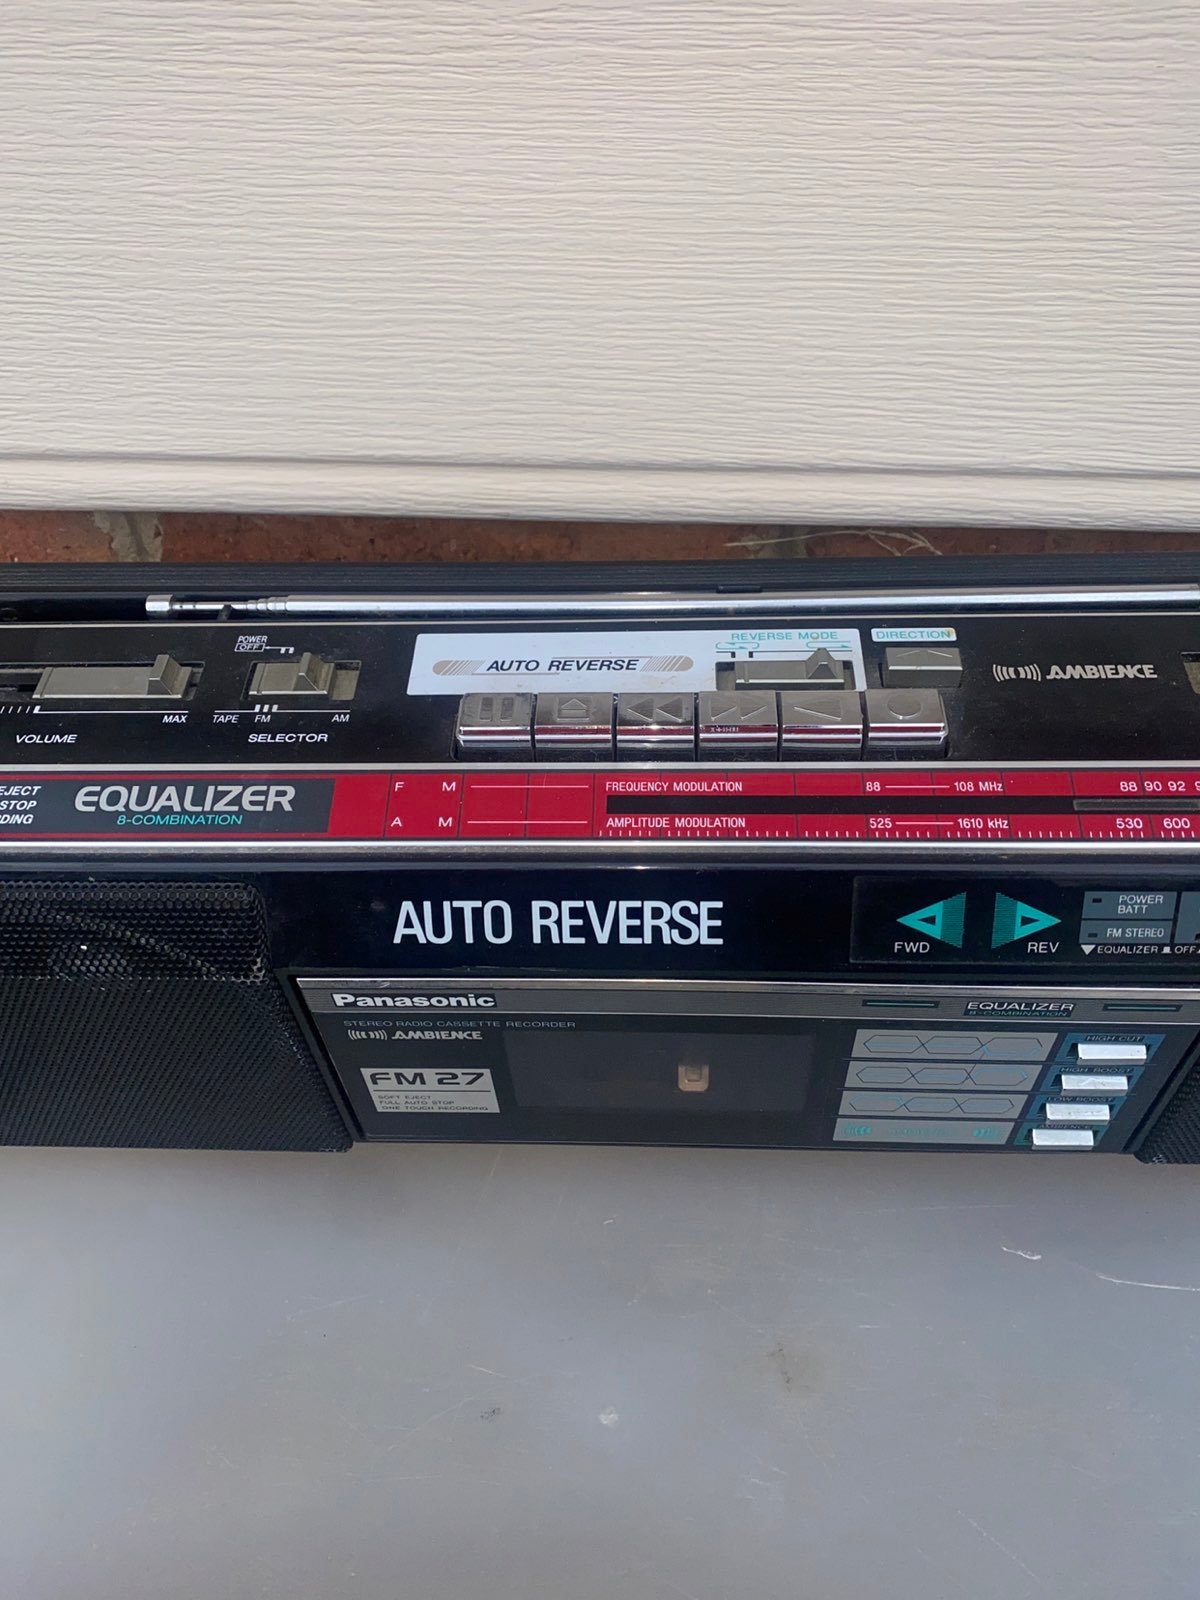 POWER
OFF
MAX
VOLUME
TAPE FM AM
SELECTOR
AUTO REVERSE
REVERSE MODE
DIRECTION
AMBIENCE
EJECT
STOP
DING
EQUALIZER
8-COMBINATION
F M
A M
FREQUENCY MODULATION 88 108 MHz 88 90 92
AMPLITUDE MODULATION 525 1610 kHz 530 600
AUTO REVERSE
FWD
REV
POWER
BATT
FM STEREO
EQUALIZER OFF
Panasonic
STEREO RADIO CASSETTE RECORDER
AMBIENCE
FM 27
SOFT EJECT
FULL AUTO STOP
ONE TOUCH RECORDING
EQUALIZER
8-COMBINATION
HIGH CUT
HIGH BOOST
LOW BOOST
AMBIENCE